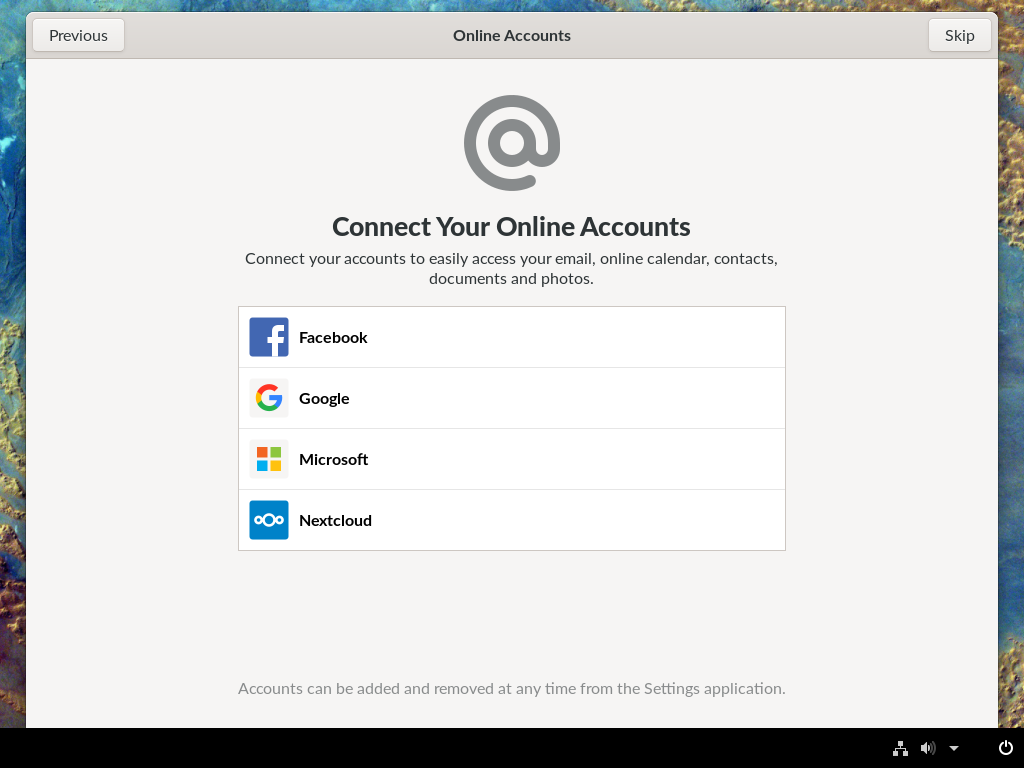 Previous
Online Accounts
Skip
Connect Your Online Accounts
Connect your accounts to easily access your email, online calendar, contacts,
documents and photos.
Facebook
Google
Microsoft
Nextcloud
Accounts can be added and removed at any time from the Settings application.